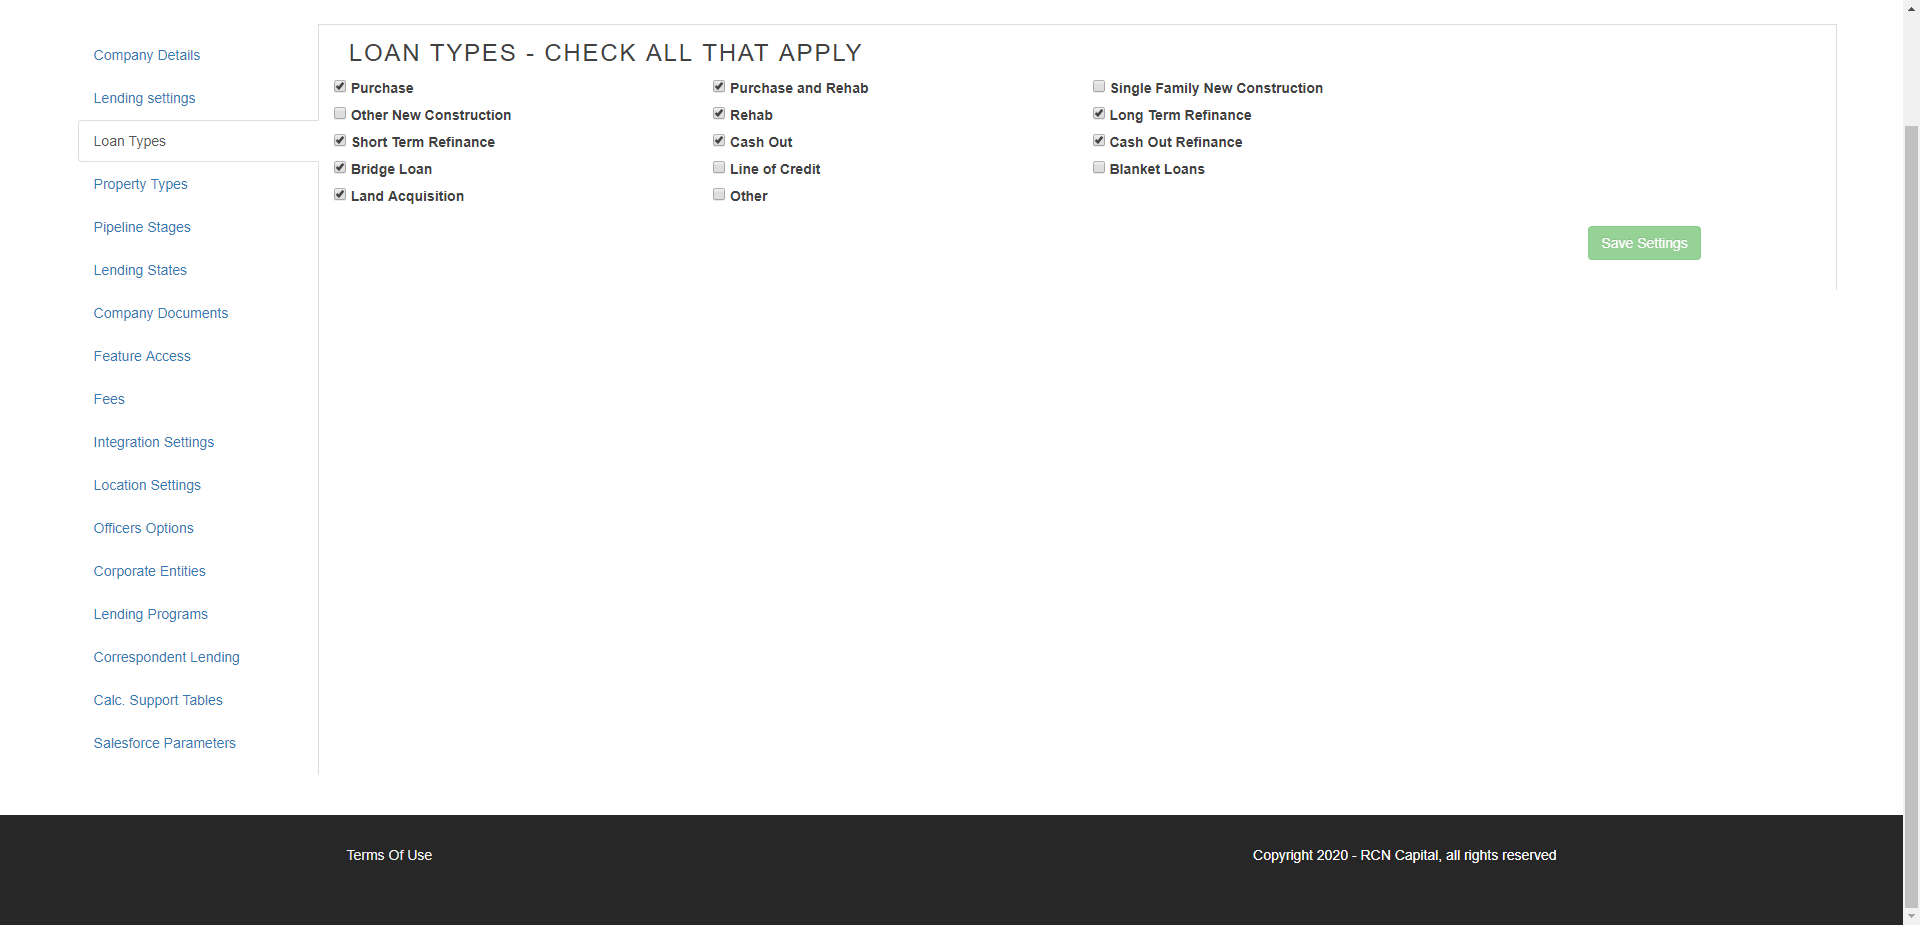 Company Details
Lending settings
Loan Types
Property Types
Pipeline Stages
Lending States
Company Documents
Feature Access
Fees
Integration Settings
Location Settings
Officers Options
Corporate Entities
Lending Programs
Correspondent Lending
Calc. Support Tables
Salesforce Parameters
LOAN TYPES - CHECK ALL THAT APPLY
Purchase
Purchase and Rehab
Single Family New Construction
Other New Construction
Rehab
Long Term Refinance
Short Term Refinance
Cash Out
Cash Out Refinance
Bridge Loan
Line of Credit
Blanket Loans
Land Acquisition
Other
Save Settings
Terms Of Use
Copyright 2020 - RCN Capital, all rights reserved